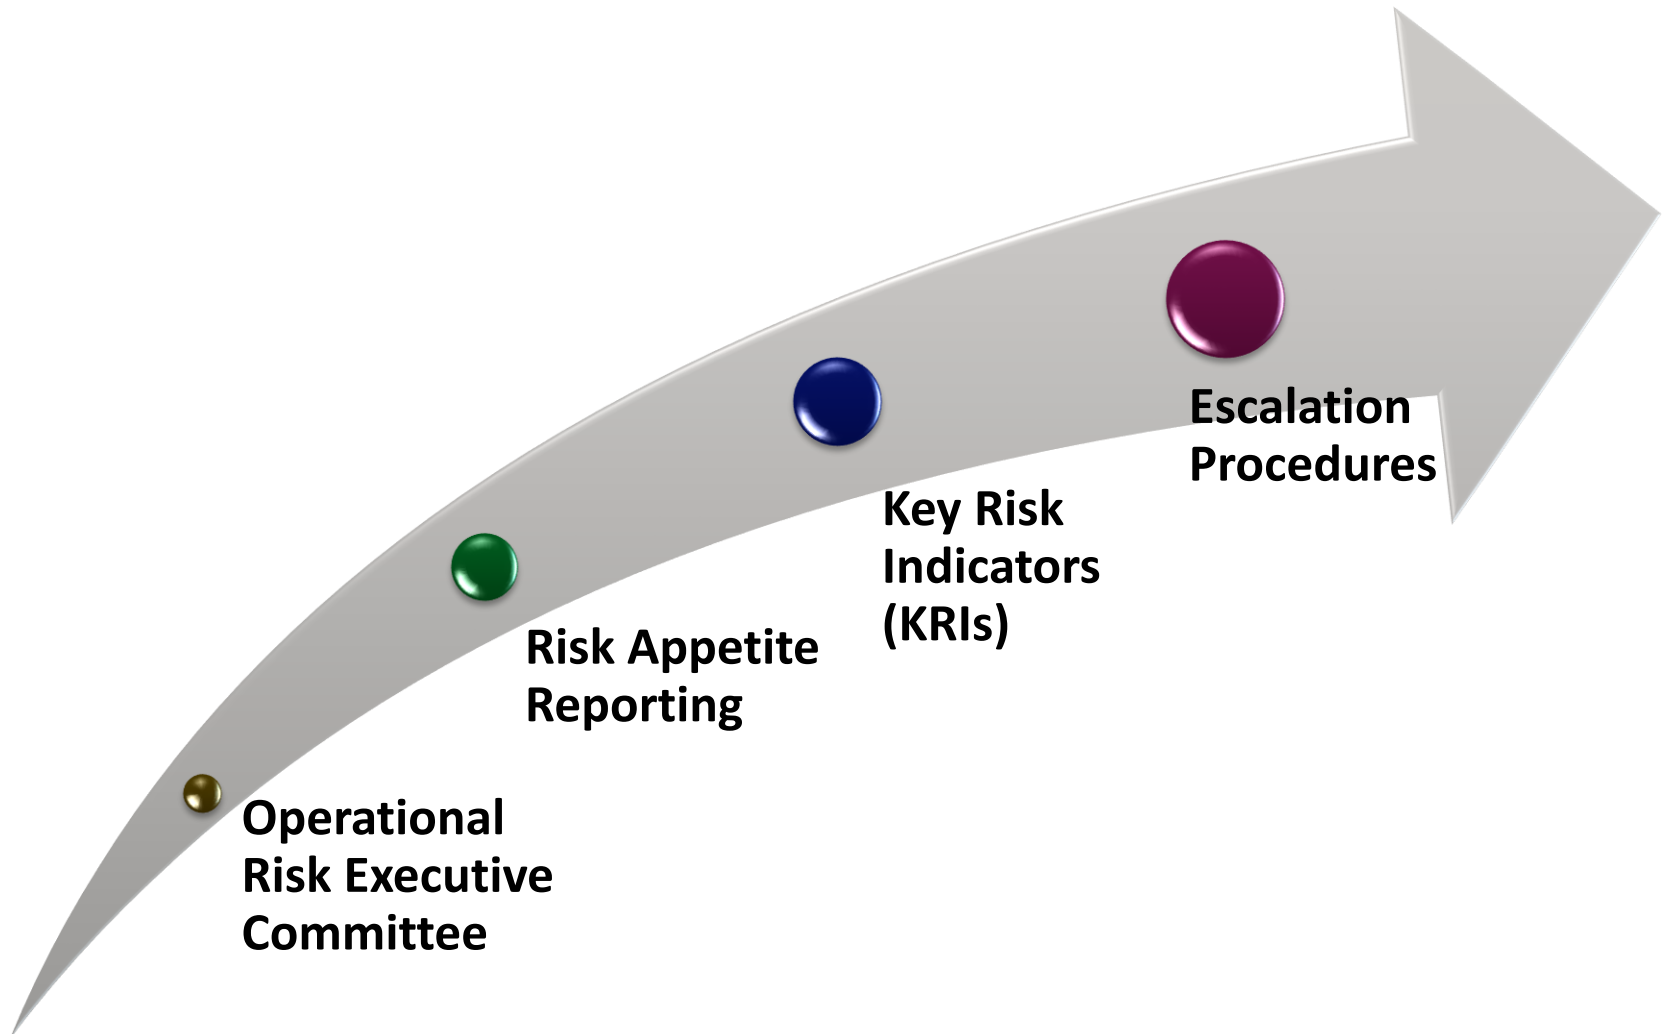 Escalation
Procedures
Key Risk
Indicators
(KRIs)
Risk Appetite
Reporting
Operational
Risk Executive
Committee